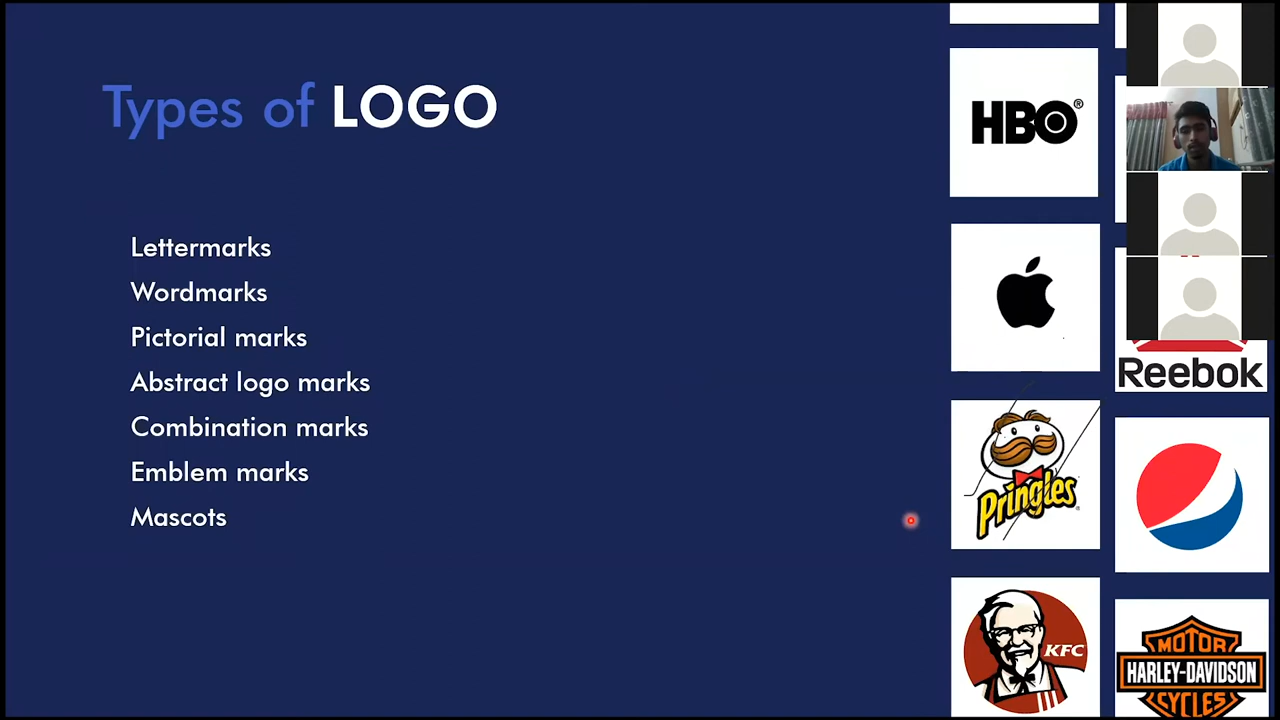 Types of LOGO
Lettermarks
Wordmarks
Pictorial marks
Abstract logo marks
Combination marks
Emblem marks
Mascots
HBO®
Reebok
Pringles
KFC
MOTOR
HARLEY-DAVIDSON
CYCLES